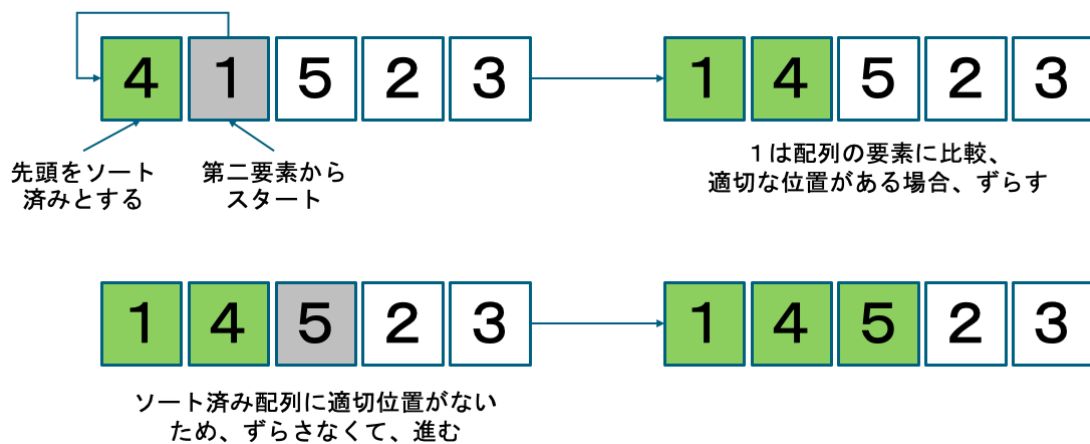 4 1 5 2 3
1 4 5 2 3
先頭をソート
済みとする
第二要素から
スタート
1は配列の要素に比較、
適切な位置がある場合、ずらす
1 4 5 2 3
1 4 5 2 3
ソート済み配列に適切位置がない
ため、ずらさなくて、進む